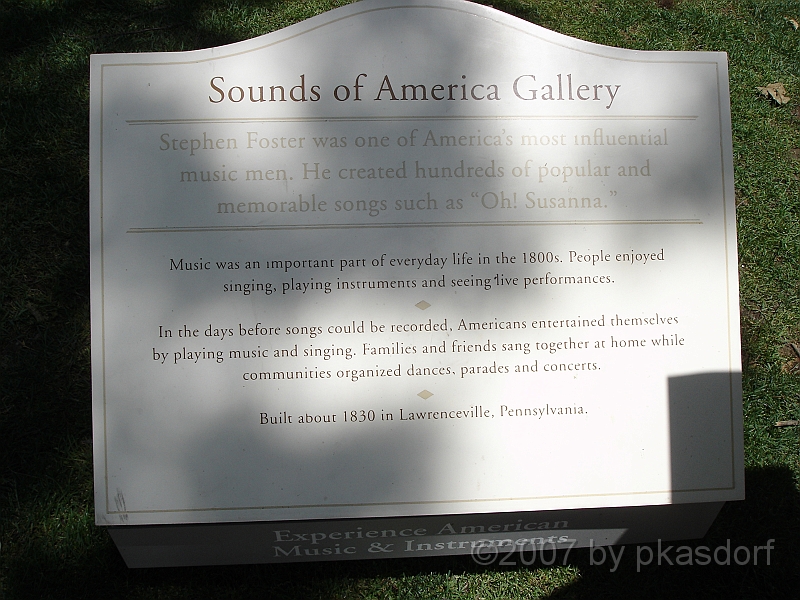 Sounds of America Gallery
Stephen Foster was one of America's most influential
music men. He created hundreds of popular and
memorable songs such as "Oh! Susanna."
Music was an important part of everyday life in the 1800s. People enjoyed
singing, playing instruments and seeing live performances.
In the days before songs could be recorded, Americans entertained themselves
by playing music and singing. Families and friends sang together at home while
communities organized dances, parades and concerts.
Built about 1830 in Lawrenceville, Pennsylvania.
Experience American
Music & Instruments
©2007 by pkasdorf